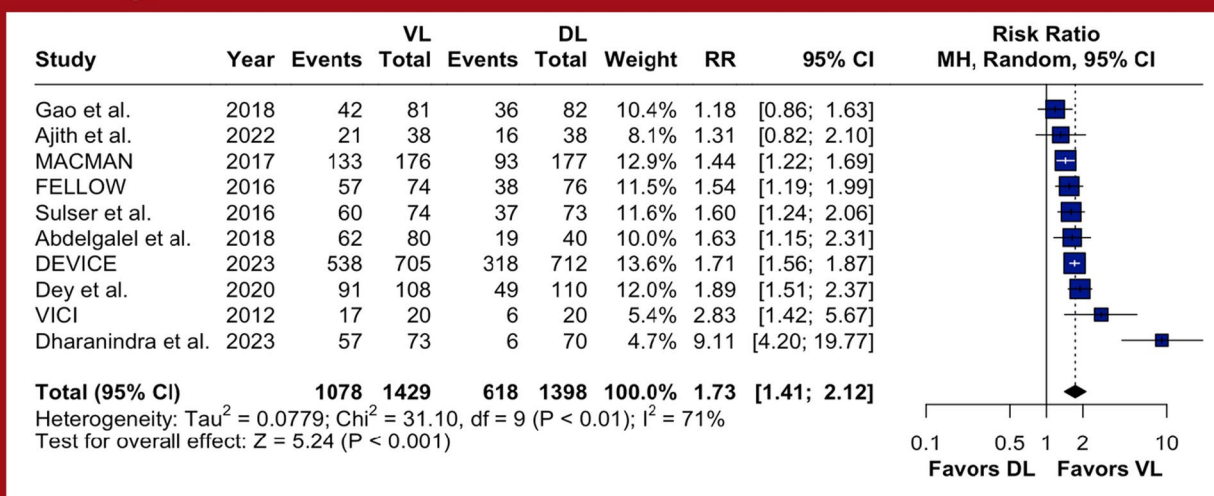 VL DL Risk Ratio
Study Year Events Total Events Total Weight RR 95% CI MH, Random, 95% CI
Gao et al. 2018 42 81 36 82 10.4% 1.18 [0.86; 1.63]
Ajith et al. 2022 21 38 16 38 8.1% 1.31 [0.82; 2.10]
MACMAN 2017 133 176 93 177 12.9% 1.44 [1.22; 1.69]
FELLOW 2016 57 74 38 76 11.5% 1.54 [1.19; 1.99]
Sulser et al. 2016 60 74 37 73 11.6% 1.60 [1.24; 2.06]
Abdelgalel et al. 2018 62 80 19 40 10.0% 1.63 [1.15; 2.31]
DEVICE 2023 538 705 318 712 13.6% 1.71 [1.56; 1.87]
Dey et al. 2020 91 108 49 110 12.0% 1.89 [1.51; 2.37]
VICI 2012 17 20 6 20 5.4% 2.83 [1.42; 5.67]
Dharanindra et al. 2023 57 73 6 70 4.7% 9.11 [4.20; 19.77]
Total (95% CI) 1078 1429 618 1398 100.0% 1.73 [1.41; 2.12]
Heterogeneity: Tau² = 0.0779; Chi² = 31.10, df = 9 (P < 0.01); I² = 71%
Test for overall effect: Z = 5.24 (P < 0.001)
0.1 0.5 1 2 10
Favors DL Favors VL